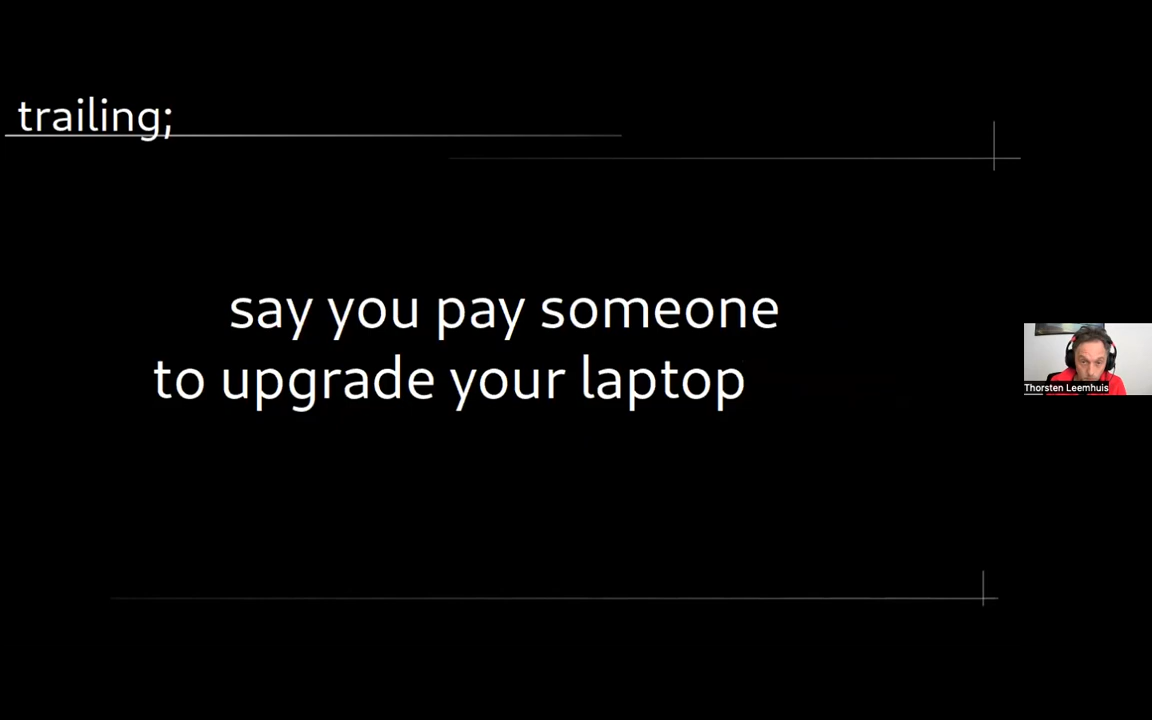 trailing;
say you pay someone
to upgrade your laptop
Thorsten Leemhuis